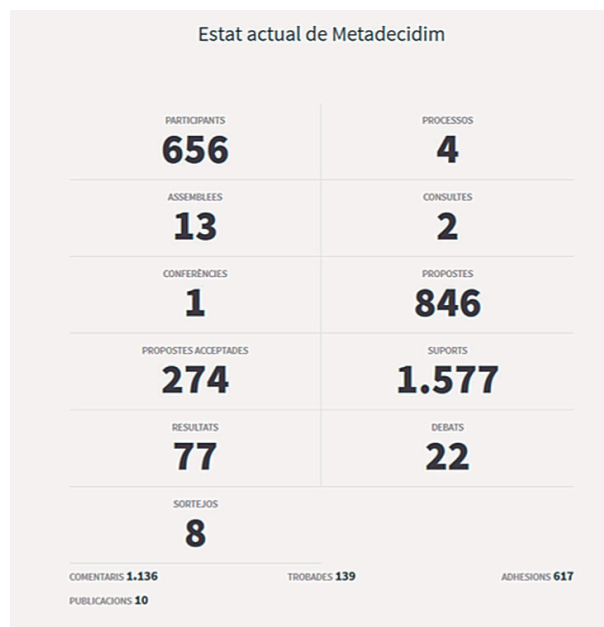 Estat actual de Metadecidim
PARTICIPANTS PROCESSOS
656 4
ASSEMBLEES CONSULTES
13 2
CONFERÈNCIES PROPOSTES
1 846
PROPOSTES ACCEPTADES SUPORTS
274 1.577
RESULTATS DEBATS
77 22
SORTEJOS
8
COMENTARIS 1.136 TROBADES 139 ADHESIONS 617
PUBLICACIONS 10